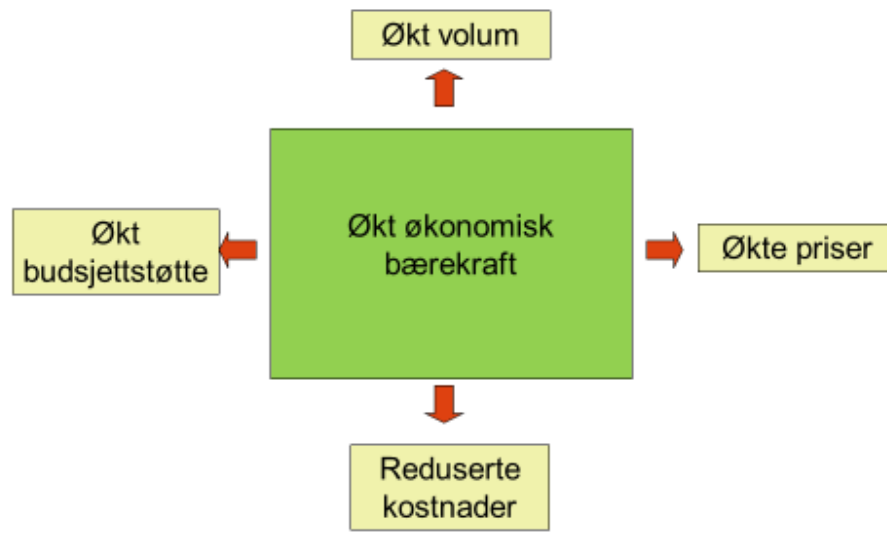 Økt volum
Økt økonomisk
bærekraft
Økt
budsjettstøtte
Økte priser
Reduserte
kostnader